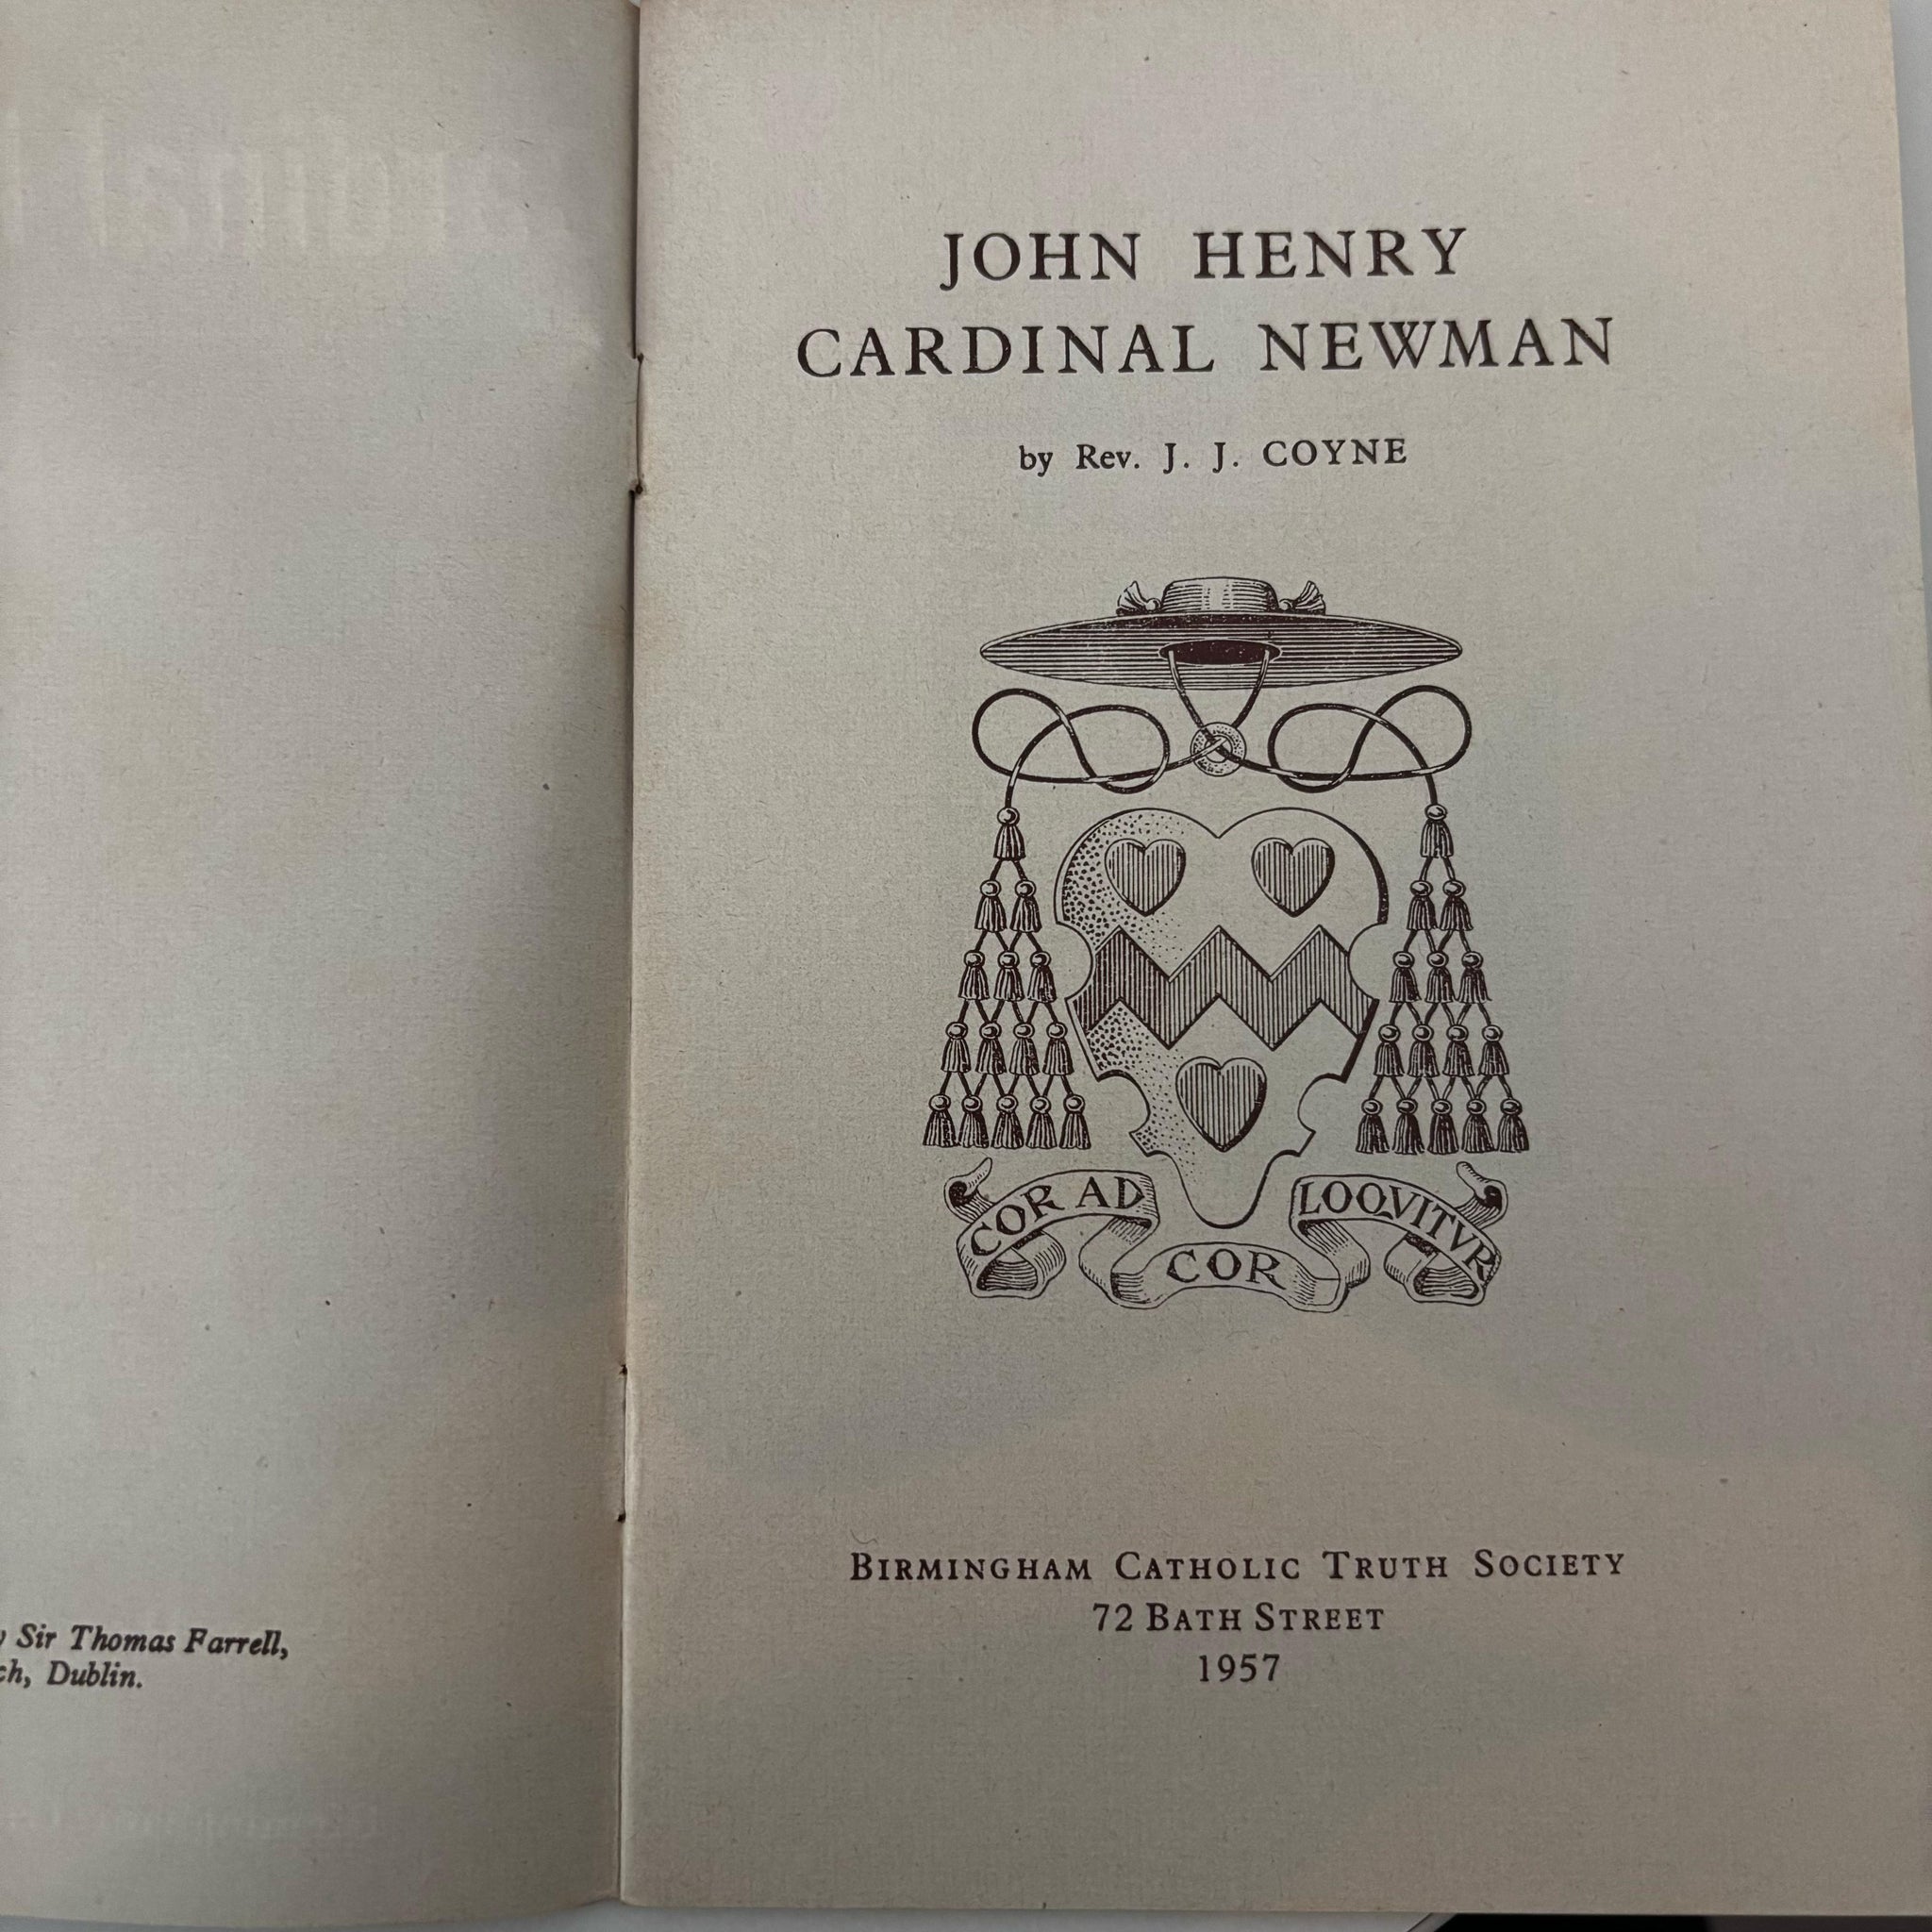 Sir Thomas Farrell,
Dublin.
JOHN HENRY
CARDINAL NEWMAN
by Rev. J. J. COYNE
COR AD
COR
LOQVITVR
BIRMINGHAM CATHOLIC TRUTH SOCIETY
72 BATH STREET
1957